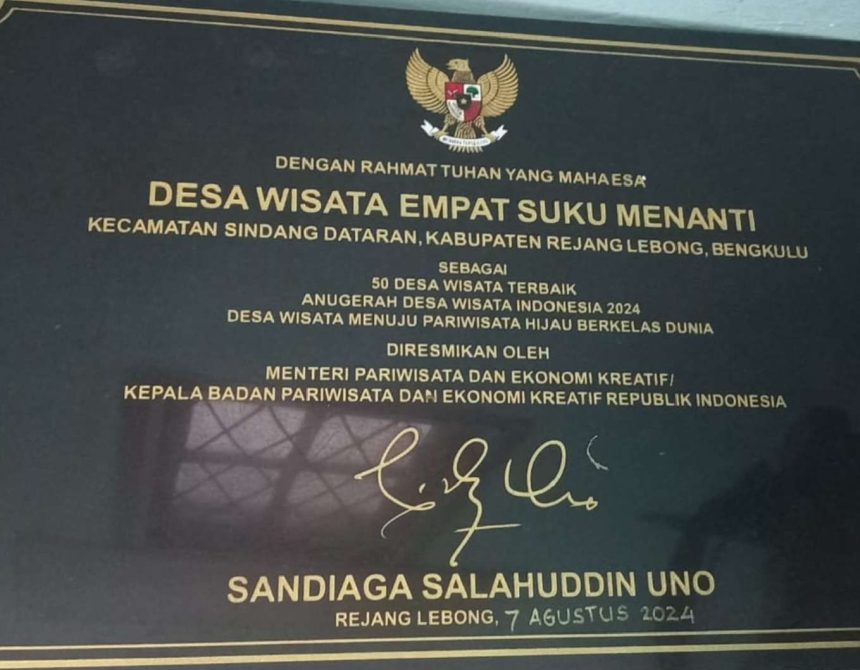 DENGAN RAHMAT TUHAN YANG MAHA ESA
DESA WISATA EMPAT SUKU MENANTI
KECAMATAN SINDANG DATARAN, KABUPATEN REJANG LEBONG, BENGKULU
SEBAGAI
50 DESA WISATA TERBAIK
ANUGERAH DESA WISATA INDONESIA 2024
DESA WISATA MENUJU PARIWISATA HIJAU BERKELAS DUNIA
DIRESMIKAN OLEH
MENTERI PARIWISATA DAN EKONOMI KREATIF/
KEPALA BADAN PARIWISATA DAN EKONOMI KREATIF REPUBLIK INDONESIA
SANDIAGA SALAHUDDIN UNO
REJANG LEBONG, 7 AGUSTUS 2024